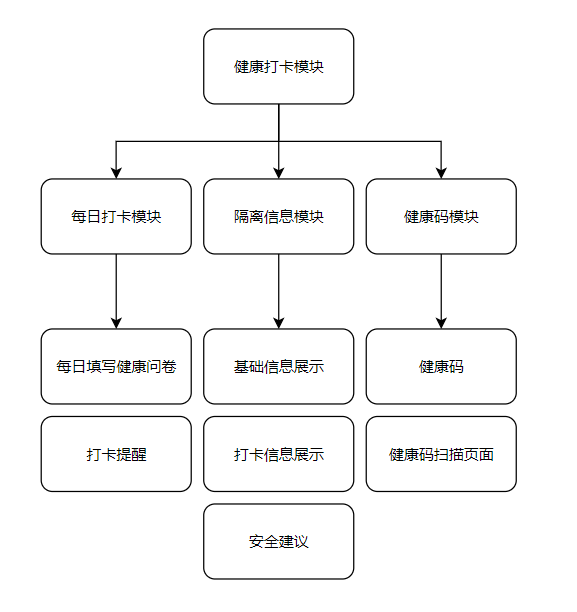 健康打卡模块
每日打卡模块
隔离信息模块
健康码模块
每日填写健康问卷
基础信息展示
健康码
打卡提醒
打卡信息展示
健康码扫描页面
安全建议